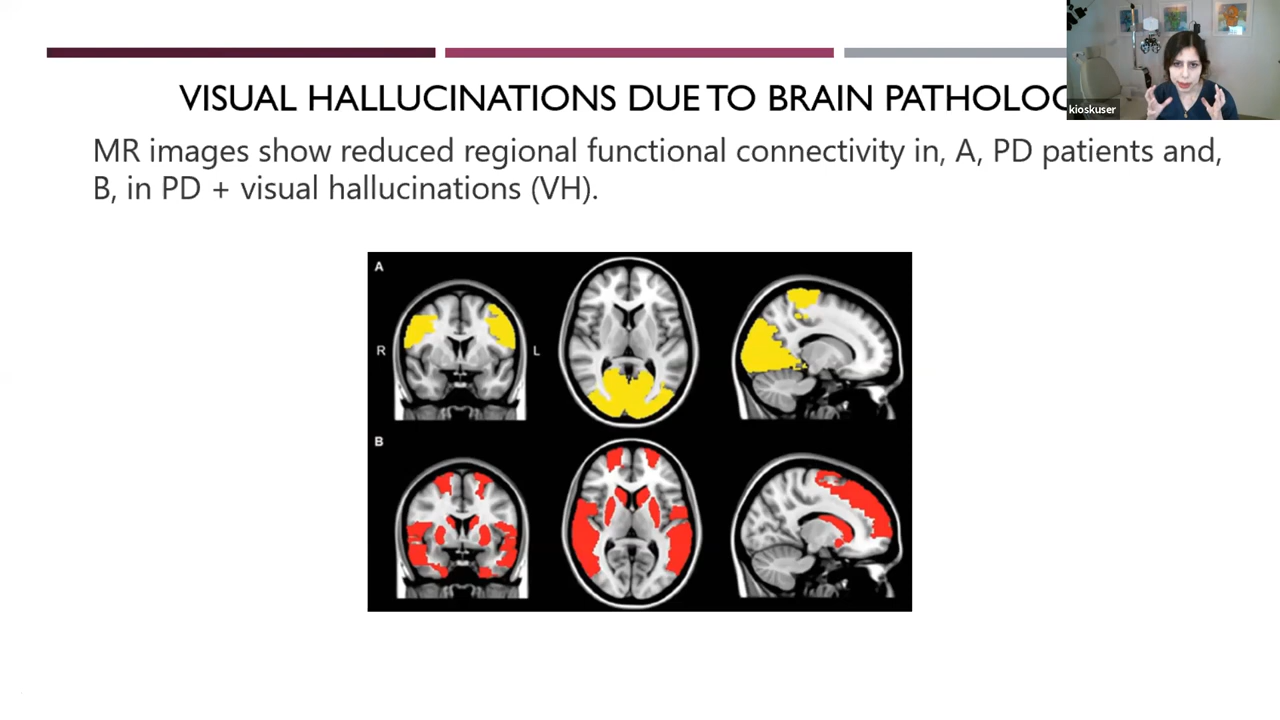 VISUAL HALLUCINATIONS DUE TO BRAIN
kioskuser
MR images show reduced regional functional connectivity in, A, PD patients and,
B, in PD + visual hallucinations (VH).
A
R
L
B